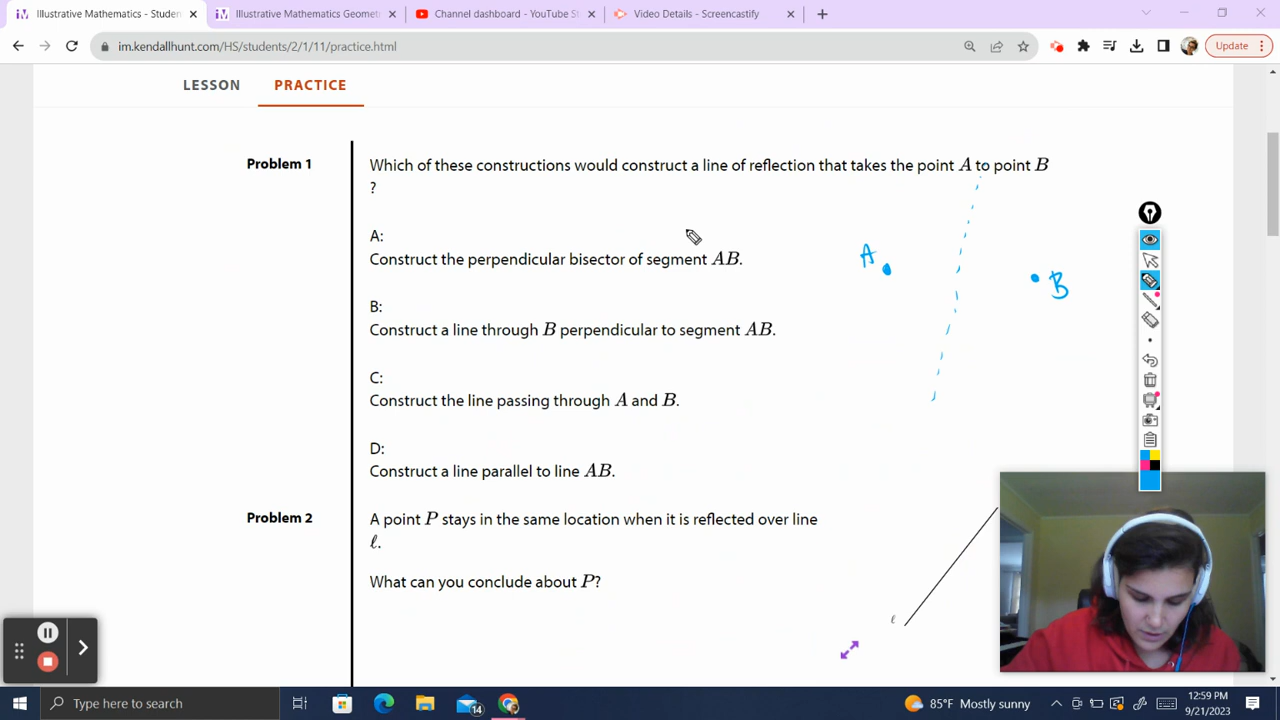 Illustrative Mathematics - Studen
Illustrative Mathematics Geomet
Channel dashboard - YouTube St
Video Details - Screencastify
im.kendallhunt.com/HS/students/2/1/11/practice.html
Update
LESSON
PRACTICE
Problem 1
Which of these constructions would construct a line of reflection that takes the point A to point B
?
A:
Construct the perpendicular bisector of segment AB.
B:
Construct a line through B perpendicular to segment AB.
C:
Construct the line passing through A and B.
D:
Construct a line parallel to line AB.
A
B
Problem 2
A point P stays in the same location when it is reflected over line
ℓ.
What can you conclude about P?
ℓ
Type here to search
14
85°F Mostly sunny
12:59 PM
9/21/2023
3